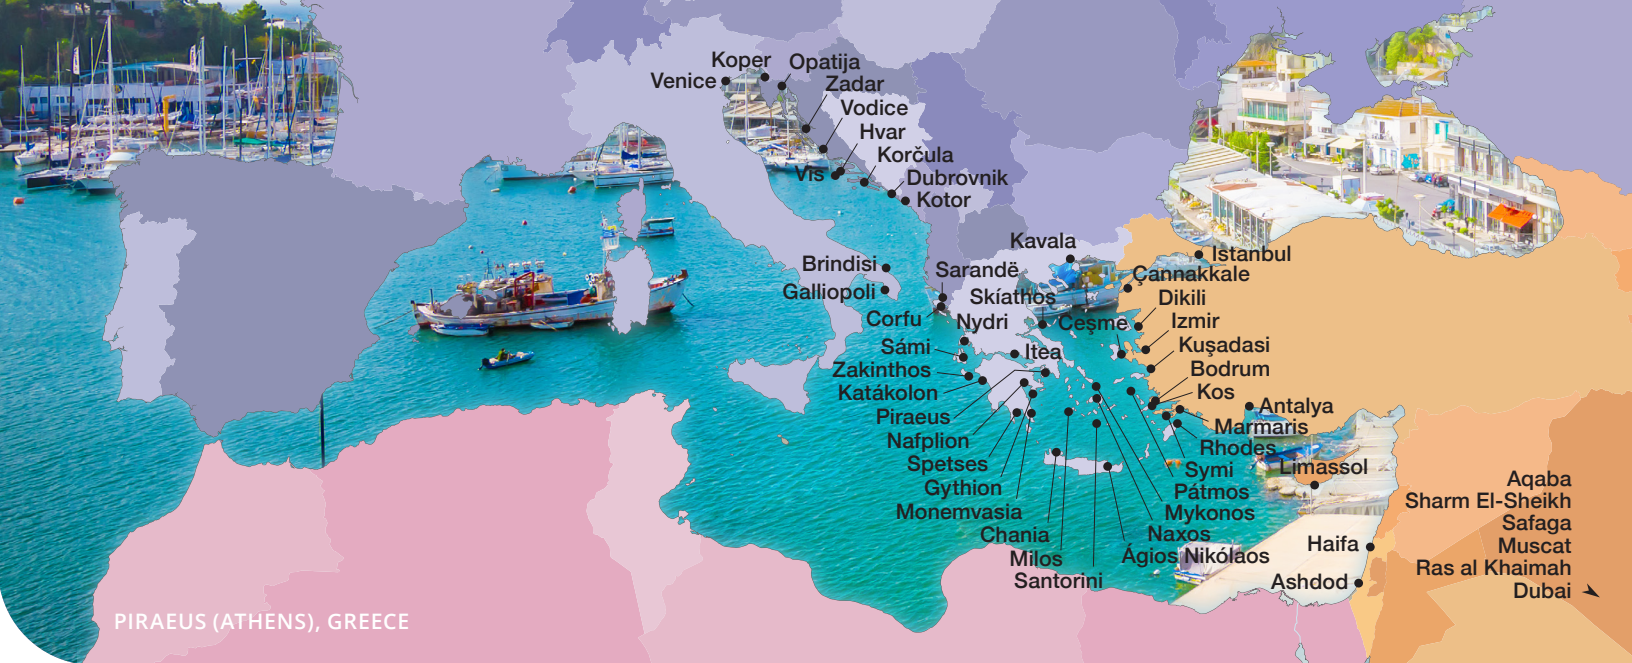 Koper
Opatija
Venice
Zadar
Vodice
Hvar
Korčula
Vis
Dubrovnik
Kotor
Kavala
Istanbul
Brindisi
Sarandë
Çannakkale
Galliopoli
Skíathos
Dikili
Corfu
Nydri
Ceşme
Izmir
Sámi
Itea
Kuşadasi
Zakinthos
Bodrum
Katákolon
Kos
Piraeus
Antalya
Nafplion
Marmaris
Spetses
Rhodes
Gythion
Symi
Limassol
Monemvasia
Pátmos
Chania
Mykonos
Milos
Naxos
Santorini
Ágios Nikólaos
Haifa
Ashdod
Aqaba
Sharm El-Sheikh
Safaga
Muscat
Ras al Khaimah
Dubai
PIRAEUS (ATHENS), GREECE